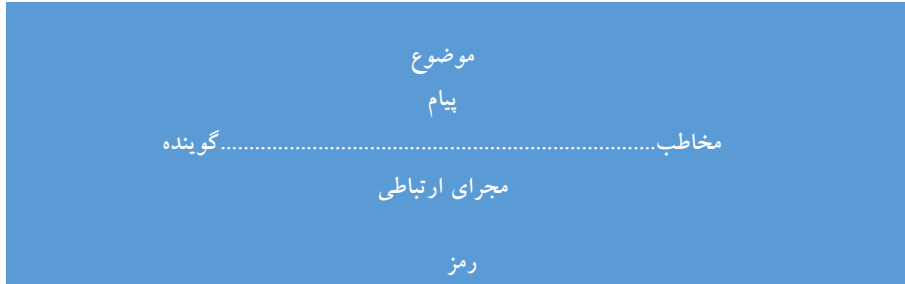 موضوع
پیام
مخاطب......................................................................گوینده
مجرای ارتباطی
رمز